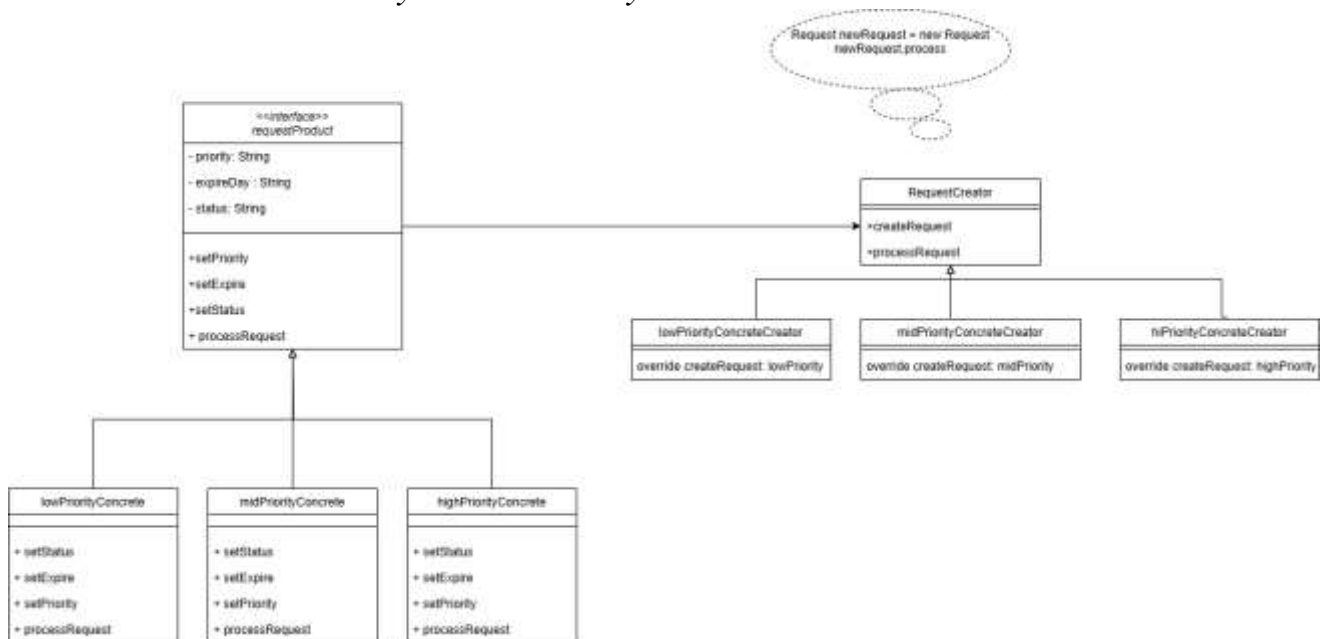 Request newRequest = new Request
newRequest.process
<<interface>>
requestProduct
- priority: String
- expireDay : String
- status: String
+setPriority
+setExpire
+setStatus
+ processRequest
RequestCreator
+createRequest
+processRequest
lowPriorityConcreteCreator
override createRequest: lowPriority
midPriorityConcreteCreator
override createRequest: midPriority
hiPriorityConcreteCreator
override createRequest: highPriority
lowPriorityConcrete
+ setStatus
+ setExpire
+ setPriority
+ processRequest
midPriorityConcrete
+ setStatus
+ setExpire
+ setPriority
+ processRequest
highPriorityConcrete
+ setStatus
+ setExpire
+ setPriority
+ processRequest